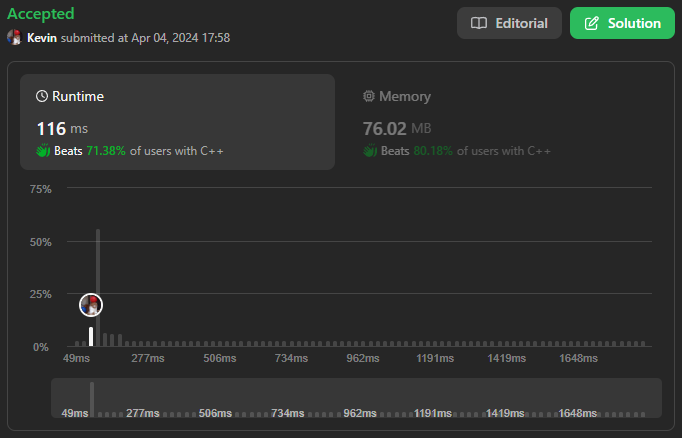 Accepted
Editorial
Solution
Kevin submitted at Apr 04, 2024 17:58
Runtime
Memory
116 ms
76.02 MB
Beats 71.38% of users with C++
Beats 80.18% of users with C++
75%
50%
25%
0%
49ms 277ms 506ms 734ms 962ms 1191ms 1419ms 1648ms
49ms 277ms 506ms 734ms 962ms 1191ms 1419ms 1648ms